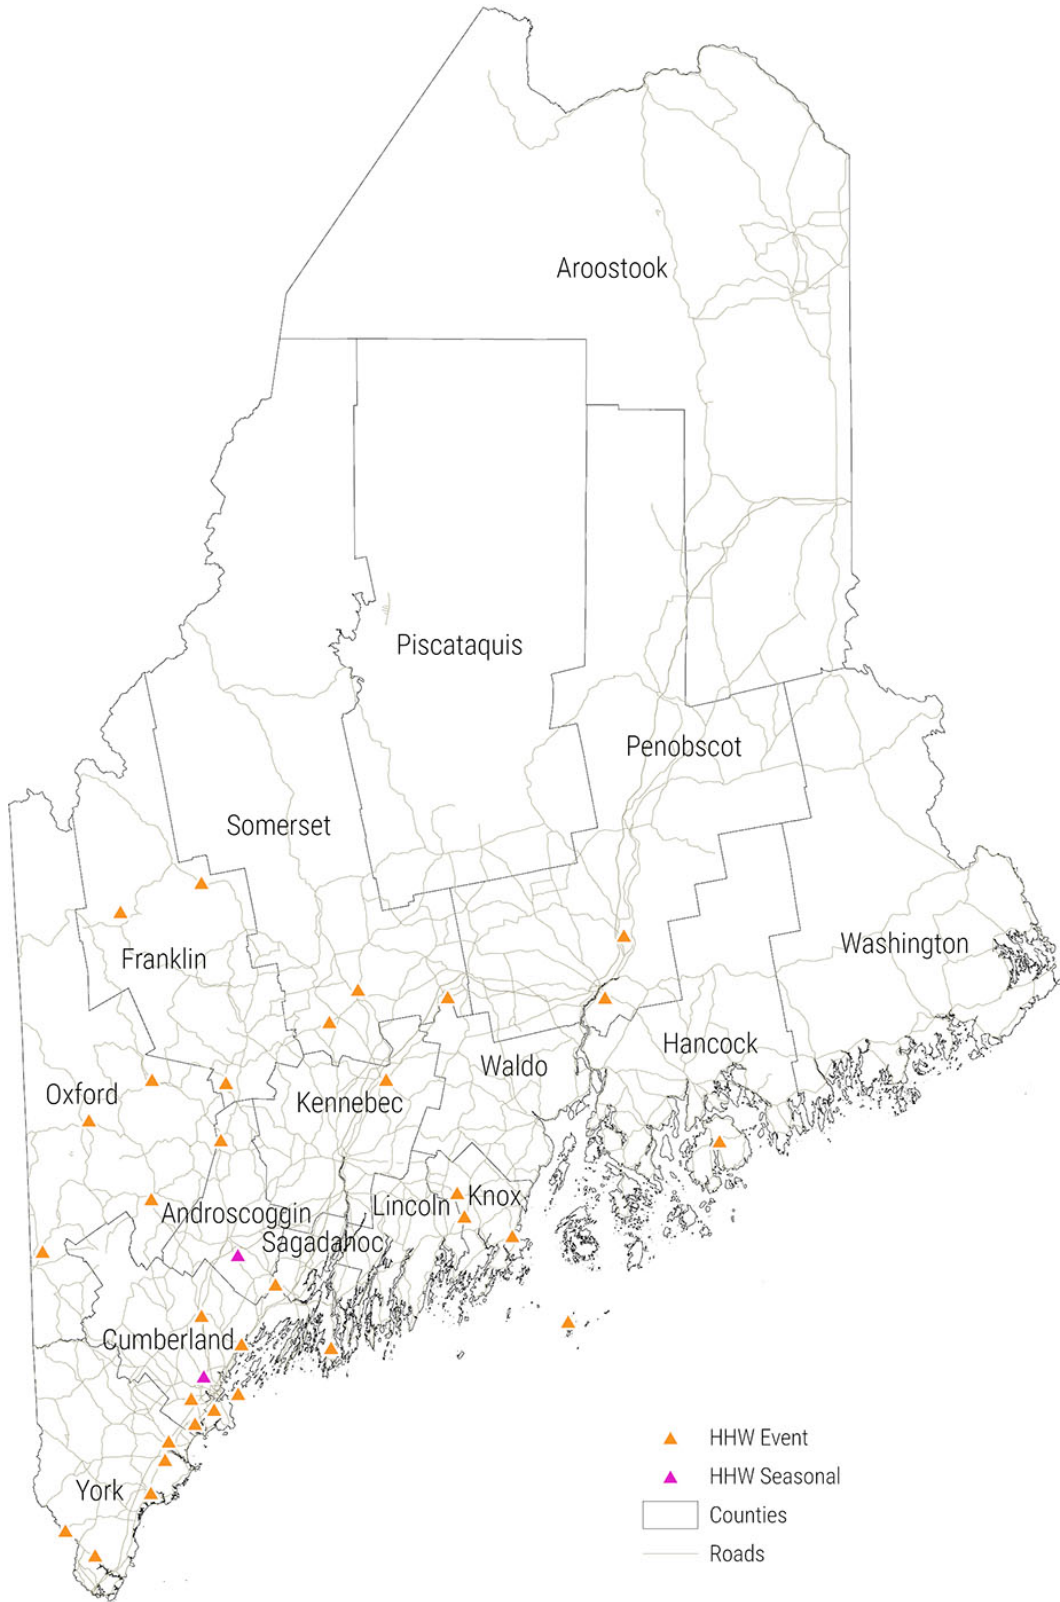 Aroostook
Piscataquis
Penobscot
Somerset
Washington
Franklin
Hancock
Waldo
Oxford
Kennebec
Lincoln
Knox
Androscoggin
Sagadahoc
Cumberland
York
HHW Event
HHW Seasonal
Counties
Roads